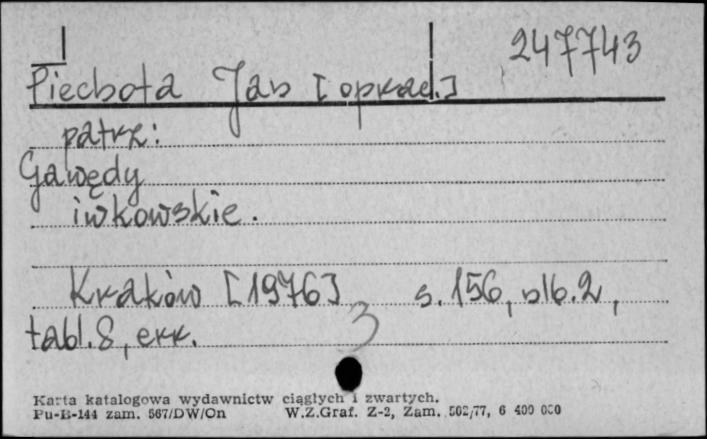 247743
Piechota Jan [oprac.]
patrz:
Gawędy
iwkowskie.
Kraków [1976] s. 156, nlb. 2,
tabl. 8, err.
3
Karta katalogowa wydawnictw ciągłych i zwartych.
Pu-B-144 zam. 567/DW/On W.Z.Graf. Z-2, Zam. 502/77, 6 400 000